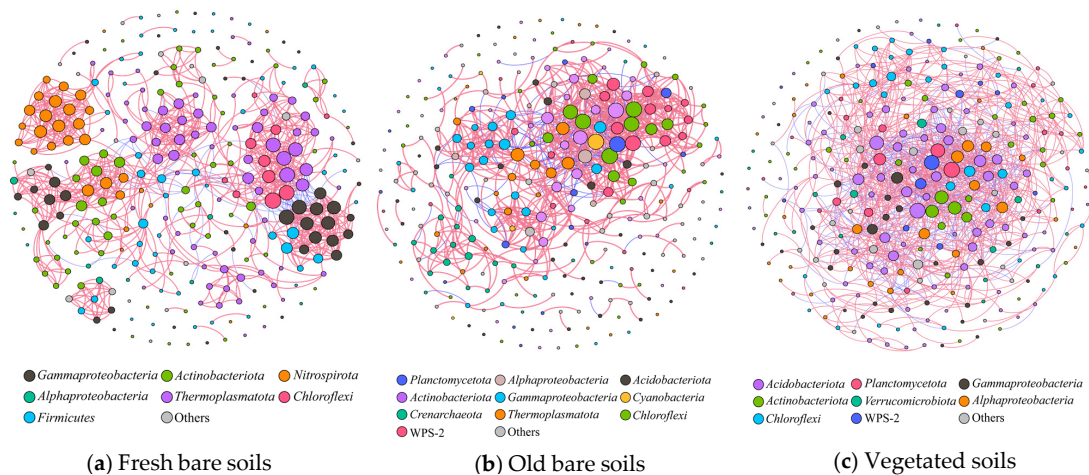 Gammaproteobacteria Actinobacteriota Nitrospirota
Alphaproteobacteria Thermoplasmatota Chloroflexi
Firmicutes Others
(a) Fresh bare soils
Planctomycetota Alphaproteobacteria Acidobacteriota
Actinobacteriota Gammaproteobacteria Cyanobacteria
Crenarchaeota Thermoplasmatota Chloroflexi
WPS-2 Others
(b) Old bare soils
Acidobacteriota Planctomycetota Gammaproteobacteria
Actinobacteriota Verrucomicrobiota Alphaproteobacteria
Chloroflexi WPS-2 Others
(c) Vegetated soils